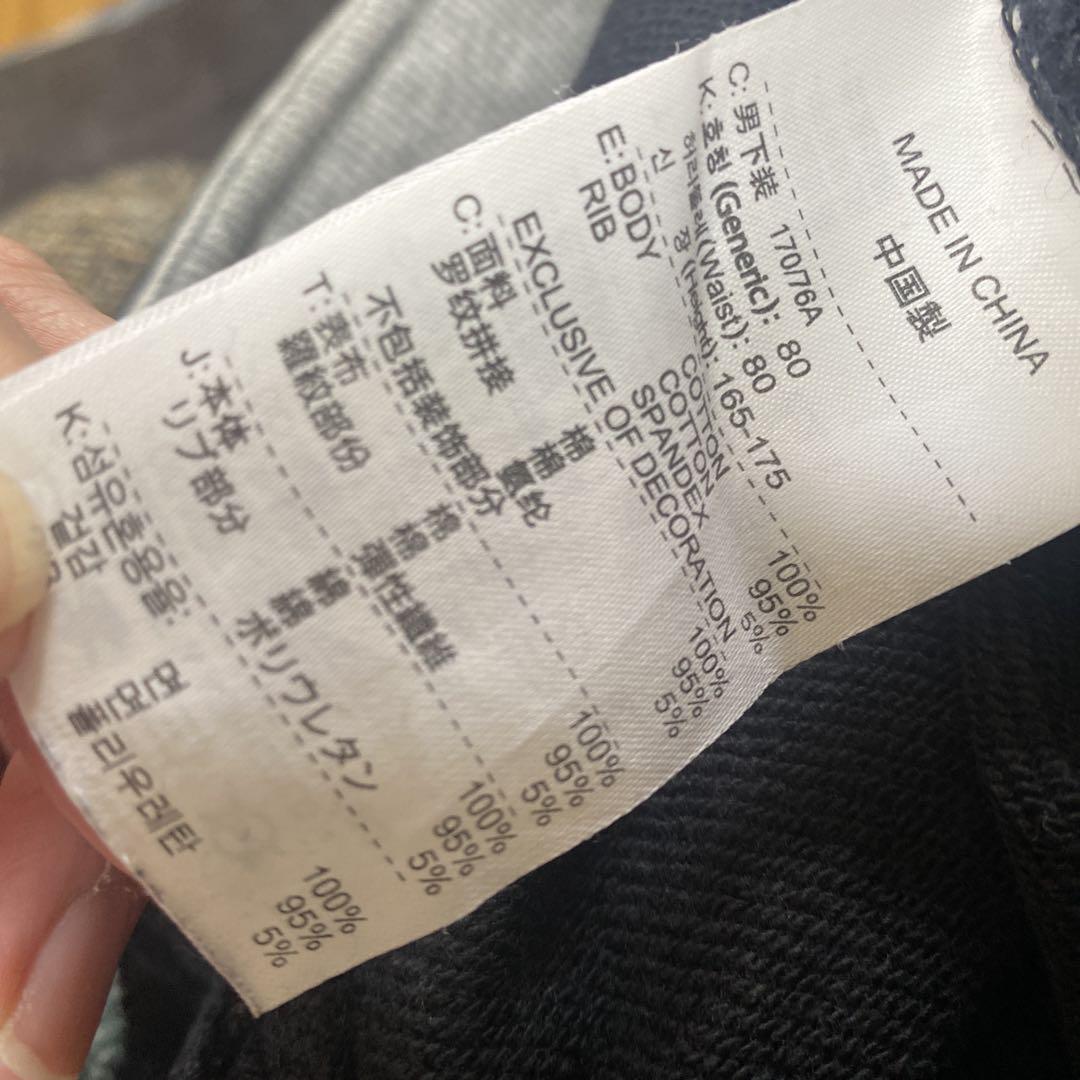 MADE IN CHINA
中国製
C: 男下装 170/76A
K: 호칭 (Generic): 80
허리둘레(Waist): 80
신 장 (Height): 165-175
E: BODY COTTON 100%
RIB COTTON 95%
SPANDEX 5%
EXCLUSIVE OF DECORATION
C: 面料 棉 100%
罗纹拼接 棉 95%
氨纶 5%
不包括装饰部分
T: 表布 棉 100%
羅紋部份 棉 95%
彈性纖維 5%
J: 本体 綿 100%
リブ部分 綿 95%
ポリウレタン 5%
K: 섬유혼용율:
겉감 면 100%
면 95%
폴리우레탄 5%